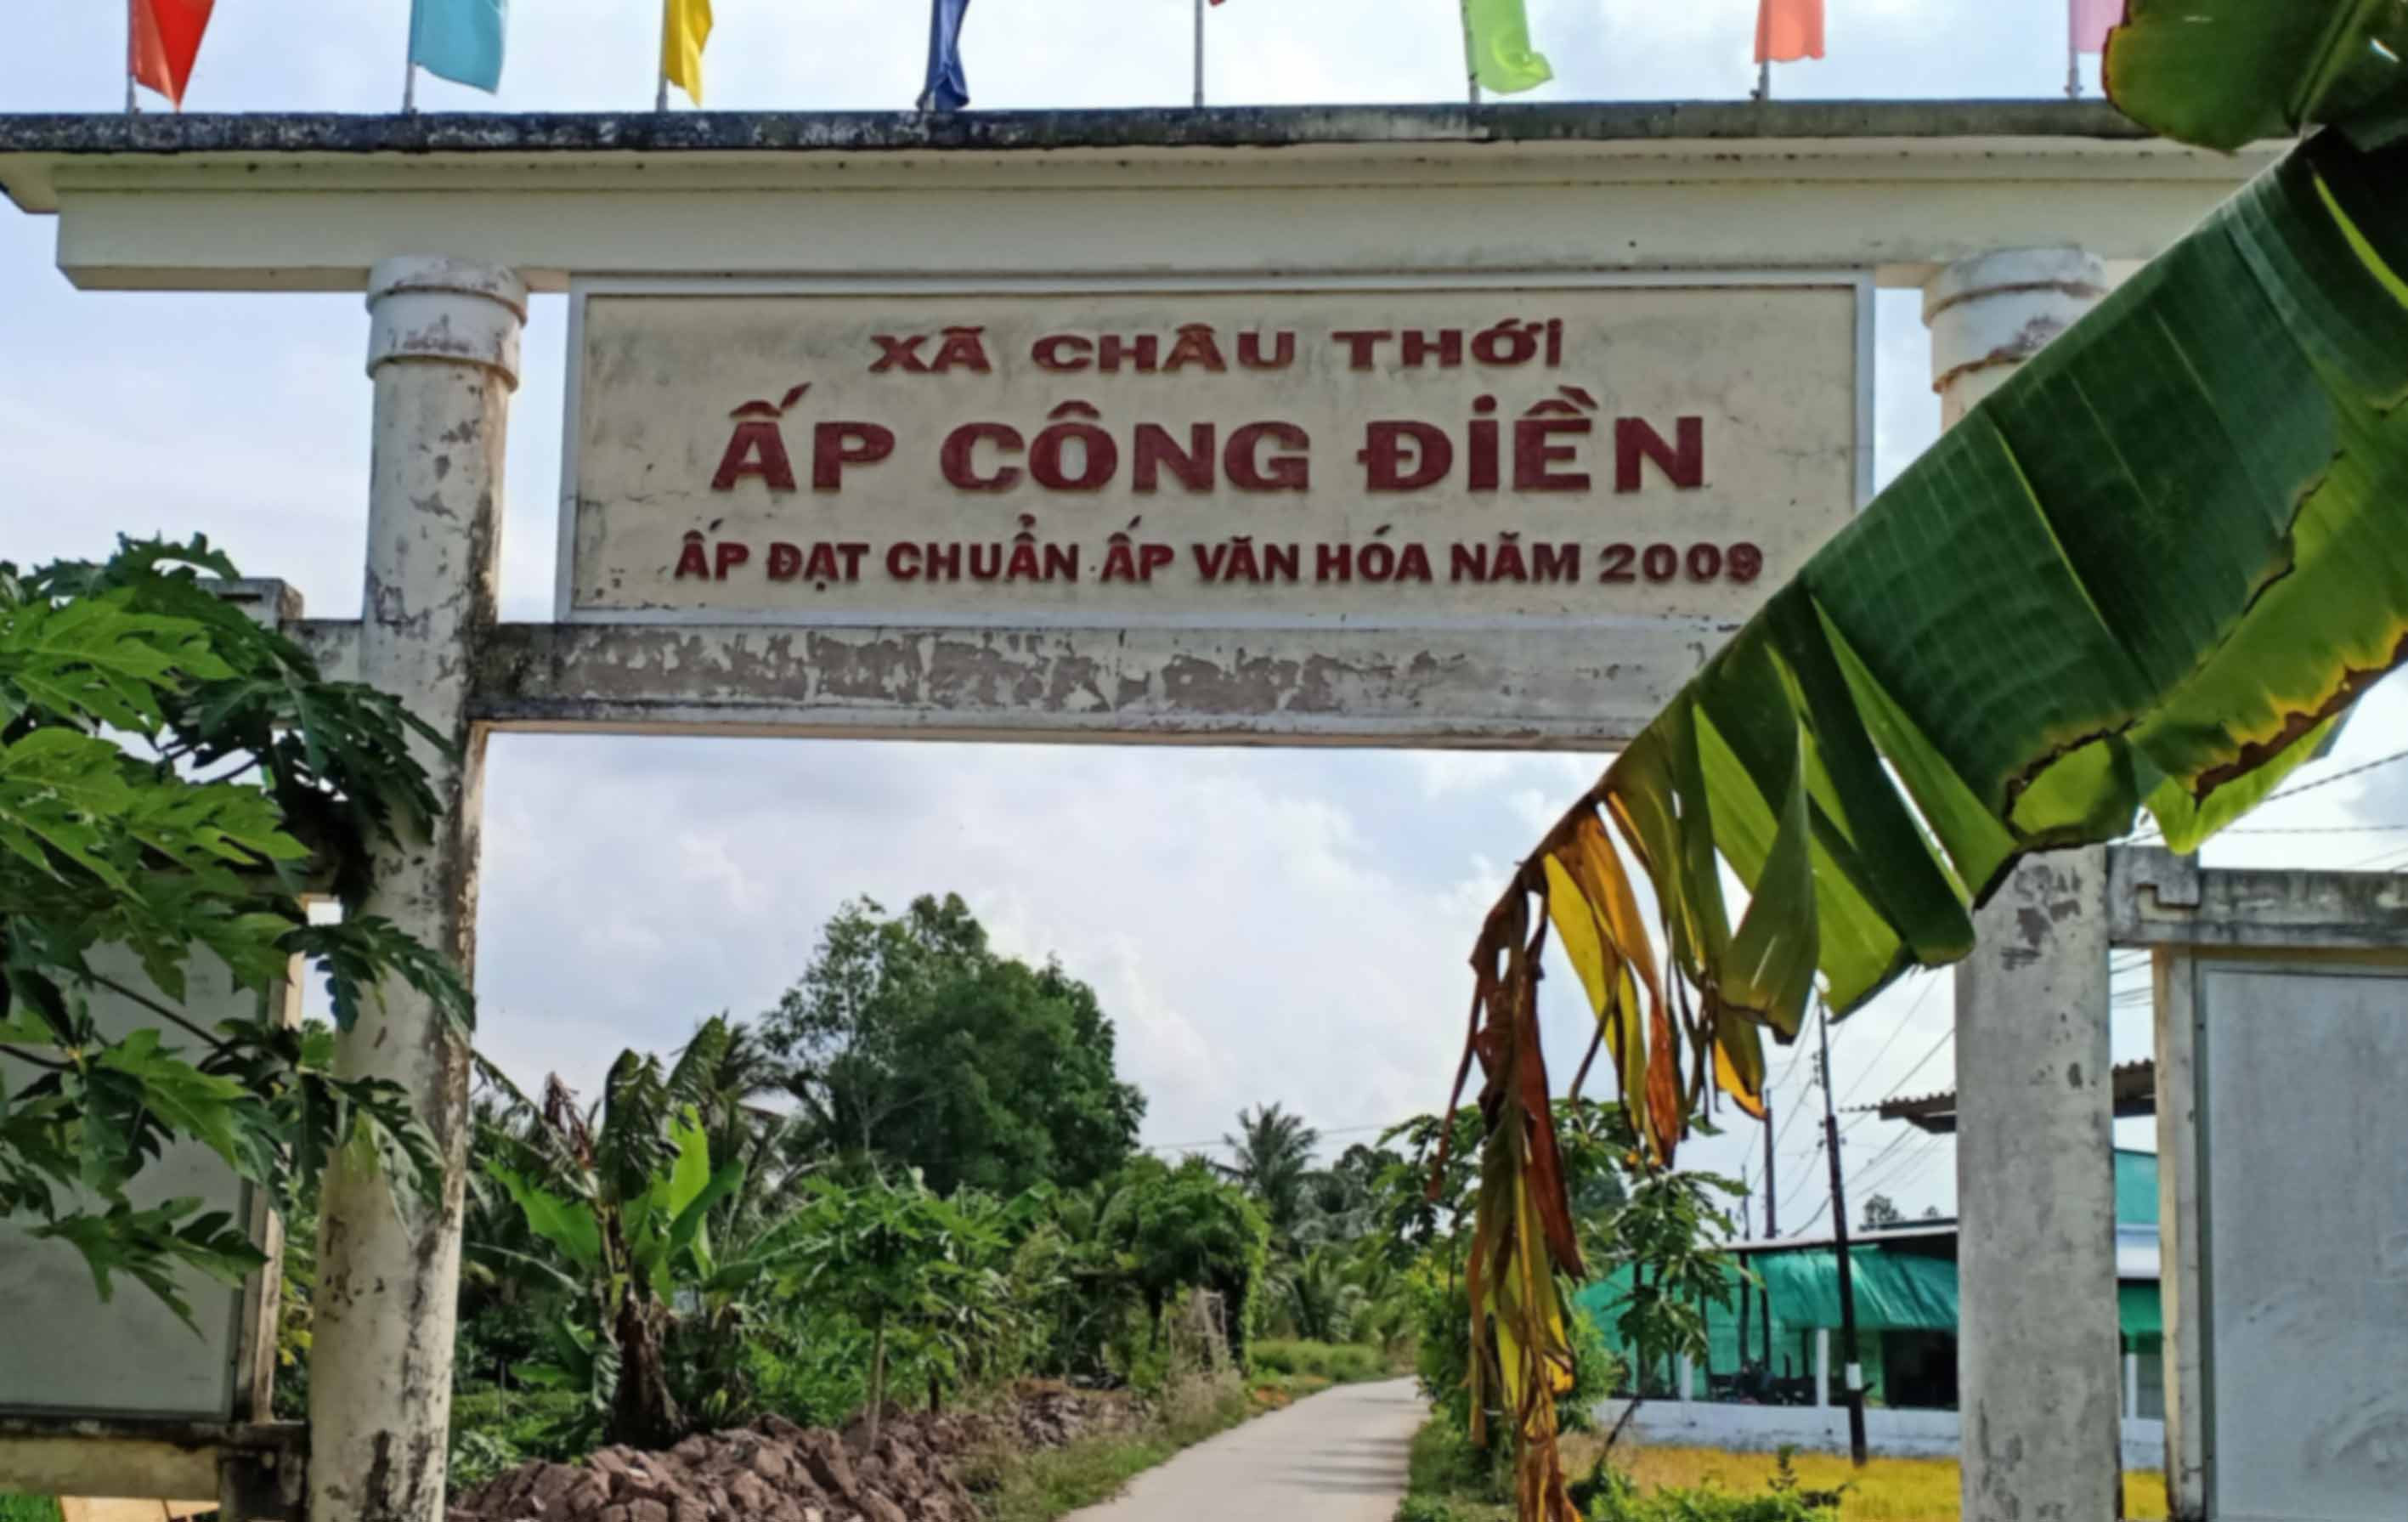 XÃ CHÂU THỚI
ẤP CÔNG ĐIỀN
ẤP ĐẠT CHUẨN ẤP VĂN HÓA NĂM 2009